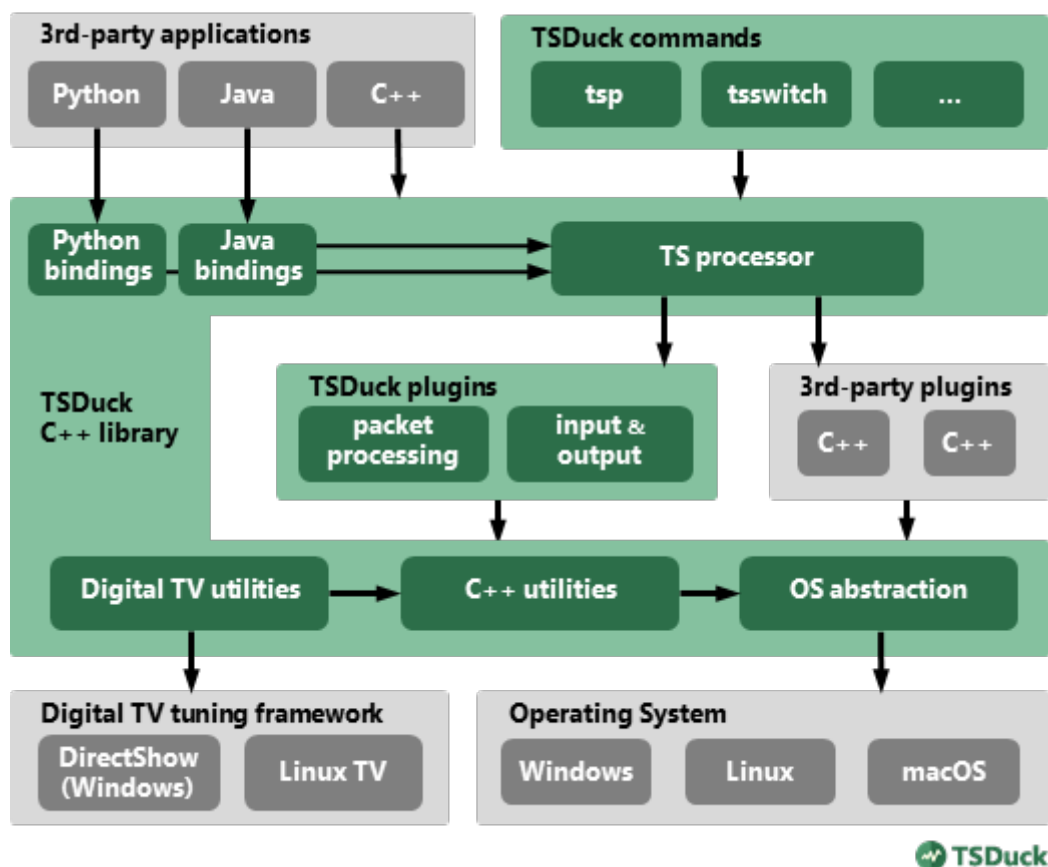 3rd-party applications
Python
Java
C++
TSDuck commands
tsp
tsswitch
...
Python
bindings
Java
bindings
TS processor
TSDuck
C++ library
TSDuck plugins
packet
processing
input &
output
3rd-party plugins
C++
C++
Digital TV utilities
C++ utilities
OS abstraction
Digital TV tuning framework
DirectShow
(Windows)
Linux TV
Operating System
Windows
Linux
macOS
TSDuck